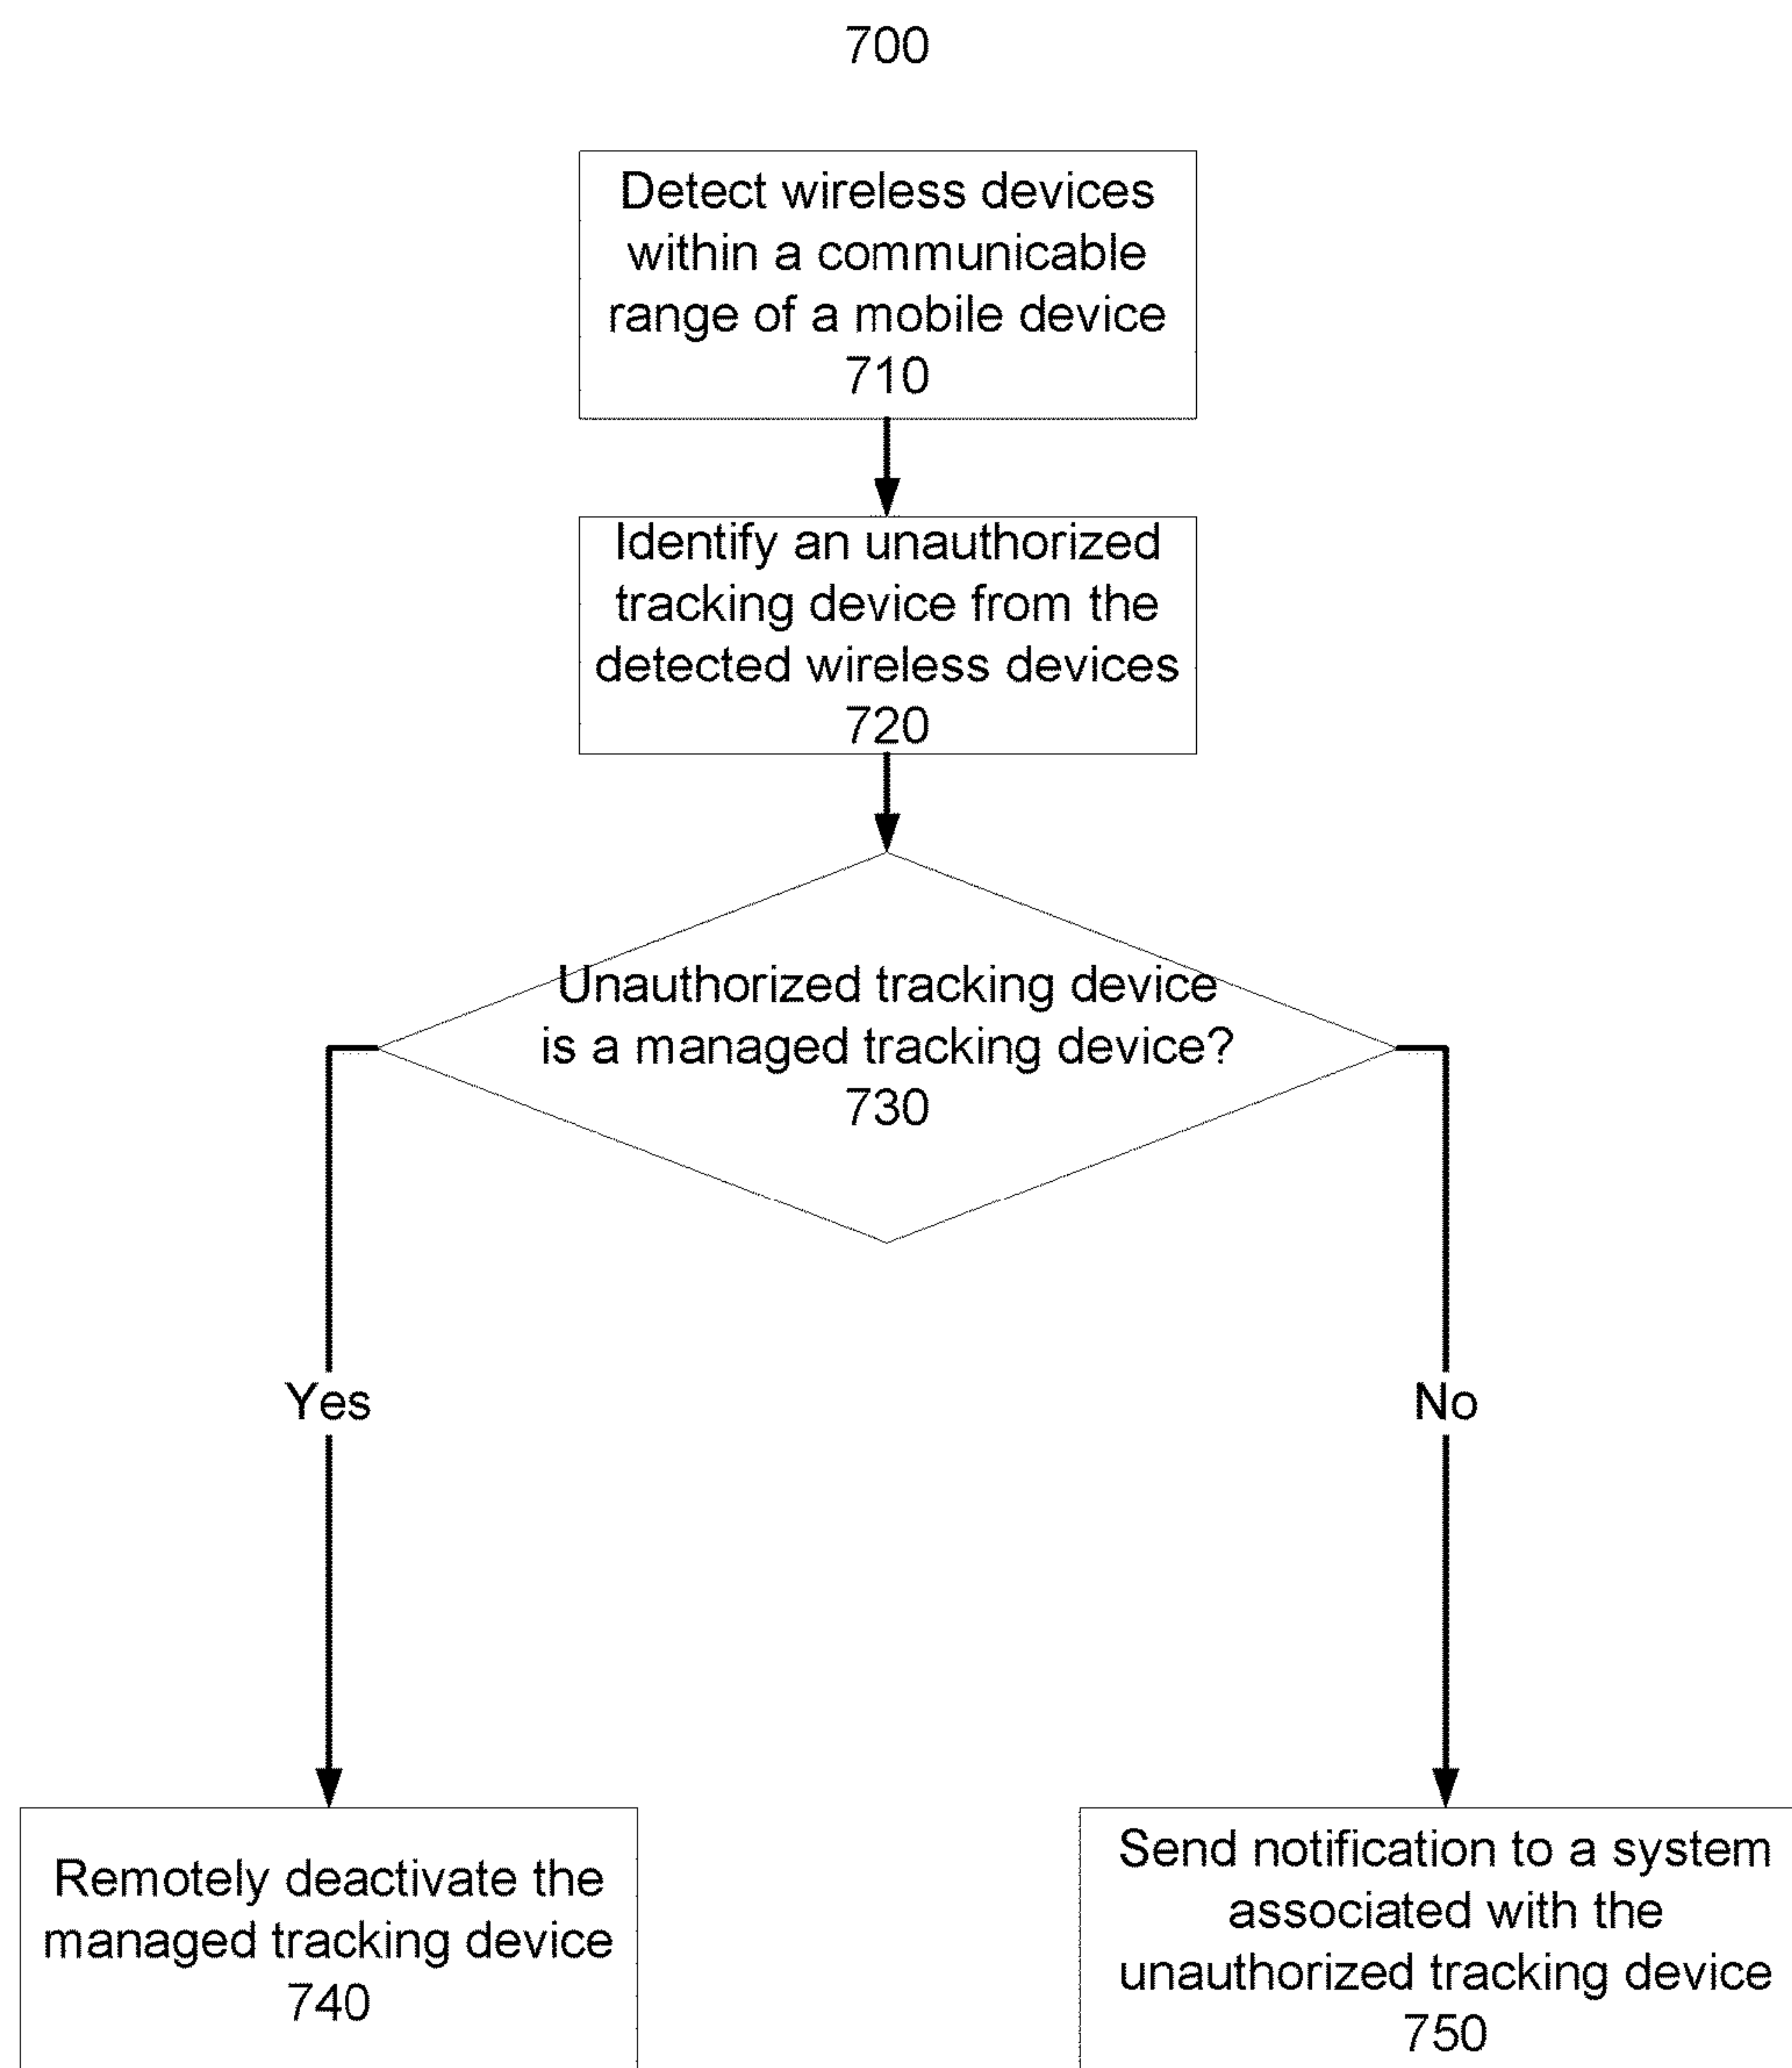 700
Detect wireless devices
within a communicable
range of a mobile device
710
Identify an unauthorized
tracking device from the
detected wireless devices
720
Unauthorized tracking device
is a managed tracking device?
730
Yes
No
Remotely deactivate the
managed tracking device
740
Send notification to a system
associated with the
unauthorized tracking device
750